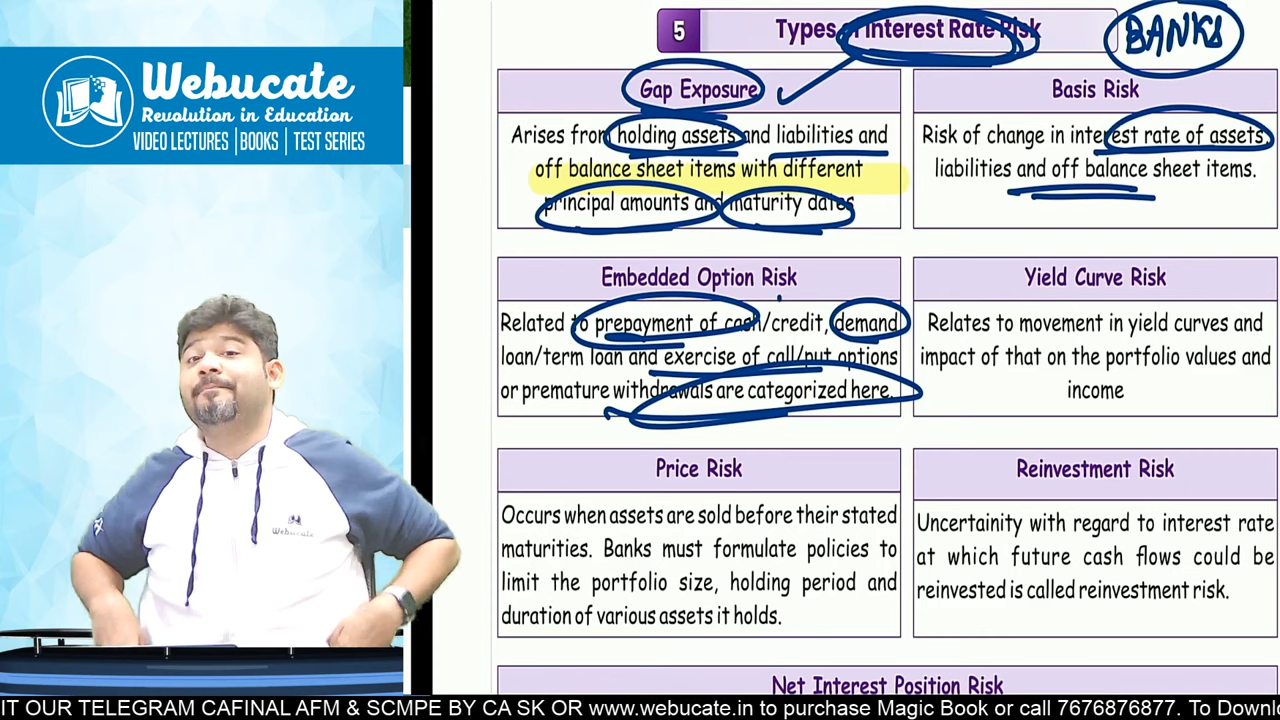 Webucate
Revolution in Education
VIDEO LECTURES | BOOKS | TEST SERIES
5
Types of Interest Rate Risk
BANKS
Gap Exposure
Arises from holding assets and liabilities and
off balance sheet items with different
principal amounts and maturity dates
Basis Risk
Risk of change in interest rate of assets,
liabilities and off balance sheet items.
Embedded Option Risk
Related to prepayment of cash/credit, demand
loan/term loan and exercise of call/put options
or premature withdrawals are categorized here.
Yield Curve Risk
Relates to movement in yield curves and
impact of that on the portfolio values and
income
Price Risk
Occurs when assets are sold before their stated
maturities. Banks must formulate policies to
limit the portfolio size, holding period and
duration of various assets it holds.
Reinvestment Risk
Uncertainity with regard to interest rate
at which future cash flows could be
reinvested is called reinvestment risk.
Net Interest Position Risk
Webucate
IT OUR TELEGRAM CAFINAL AFM & SCMPE BY CA SK OR www.webucate.in to purchase Magic Book or call 7676876877. To Downl